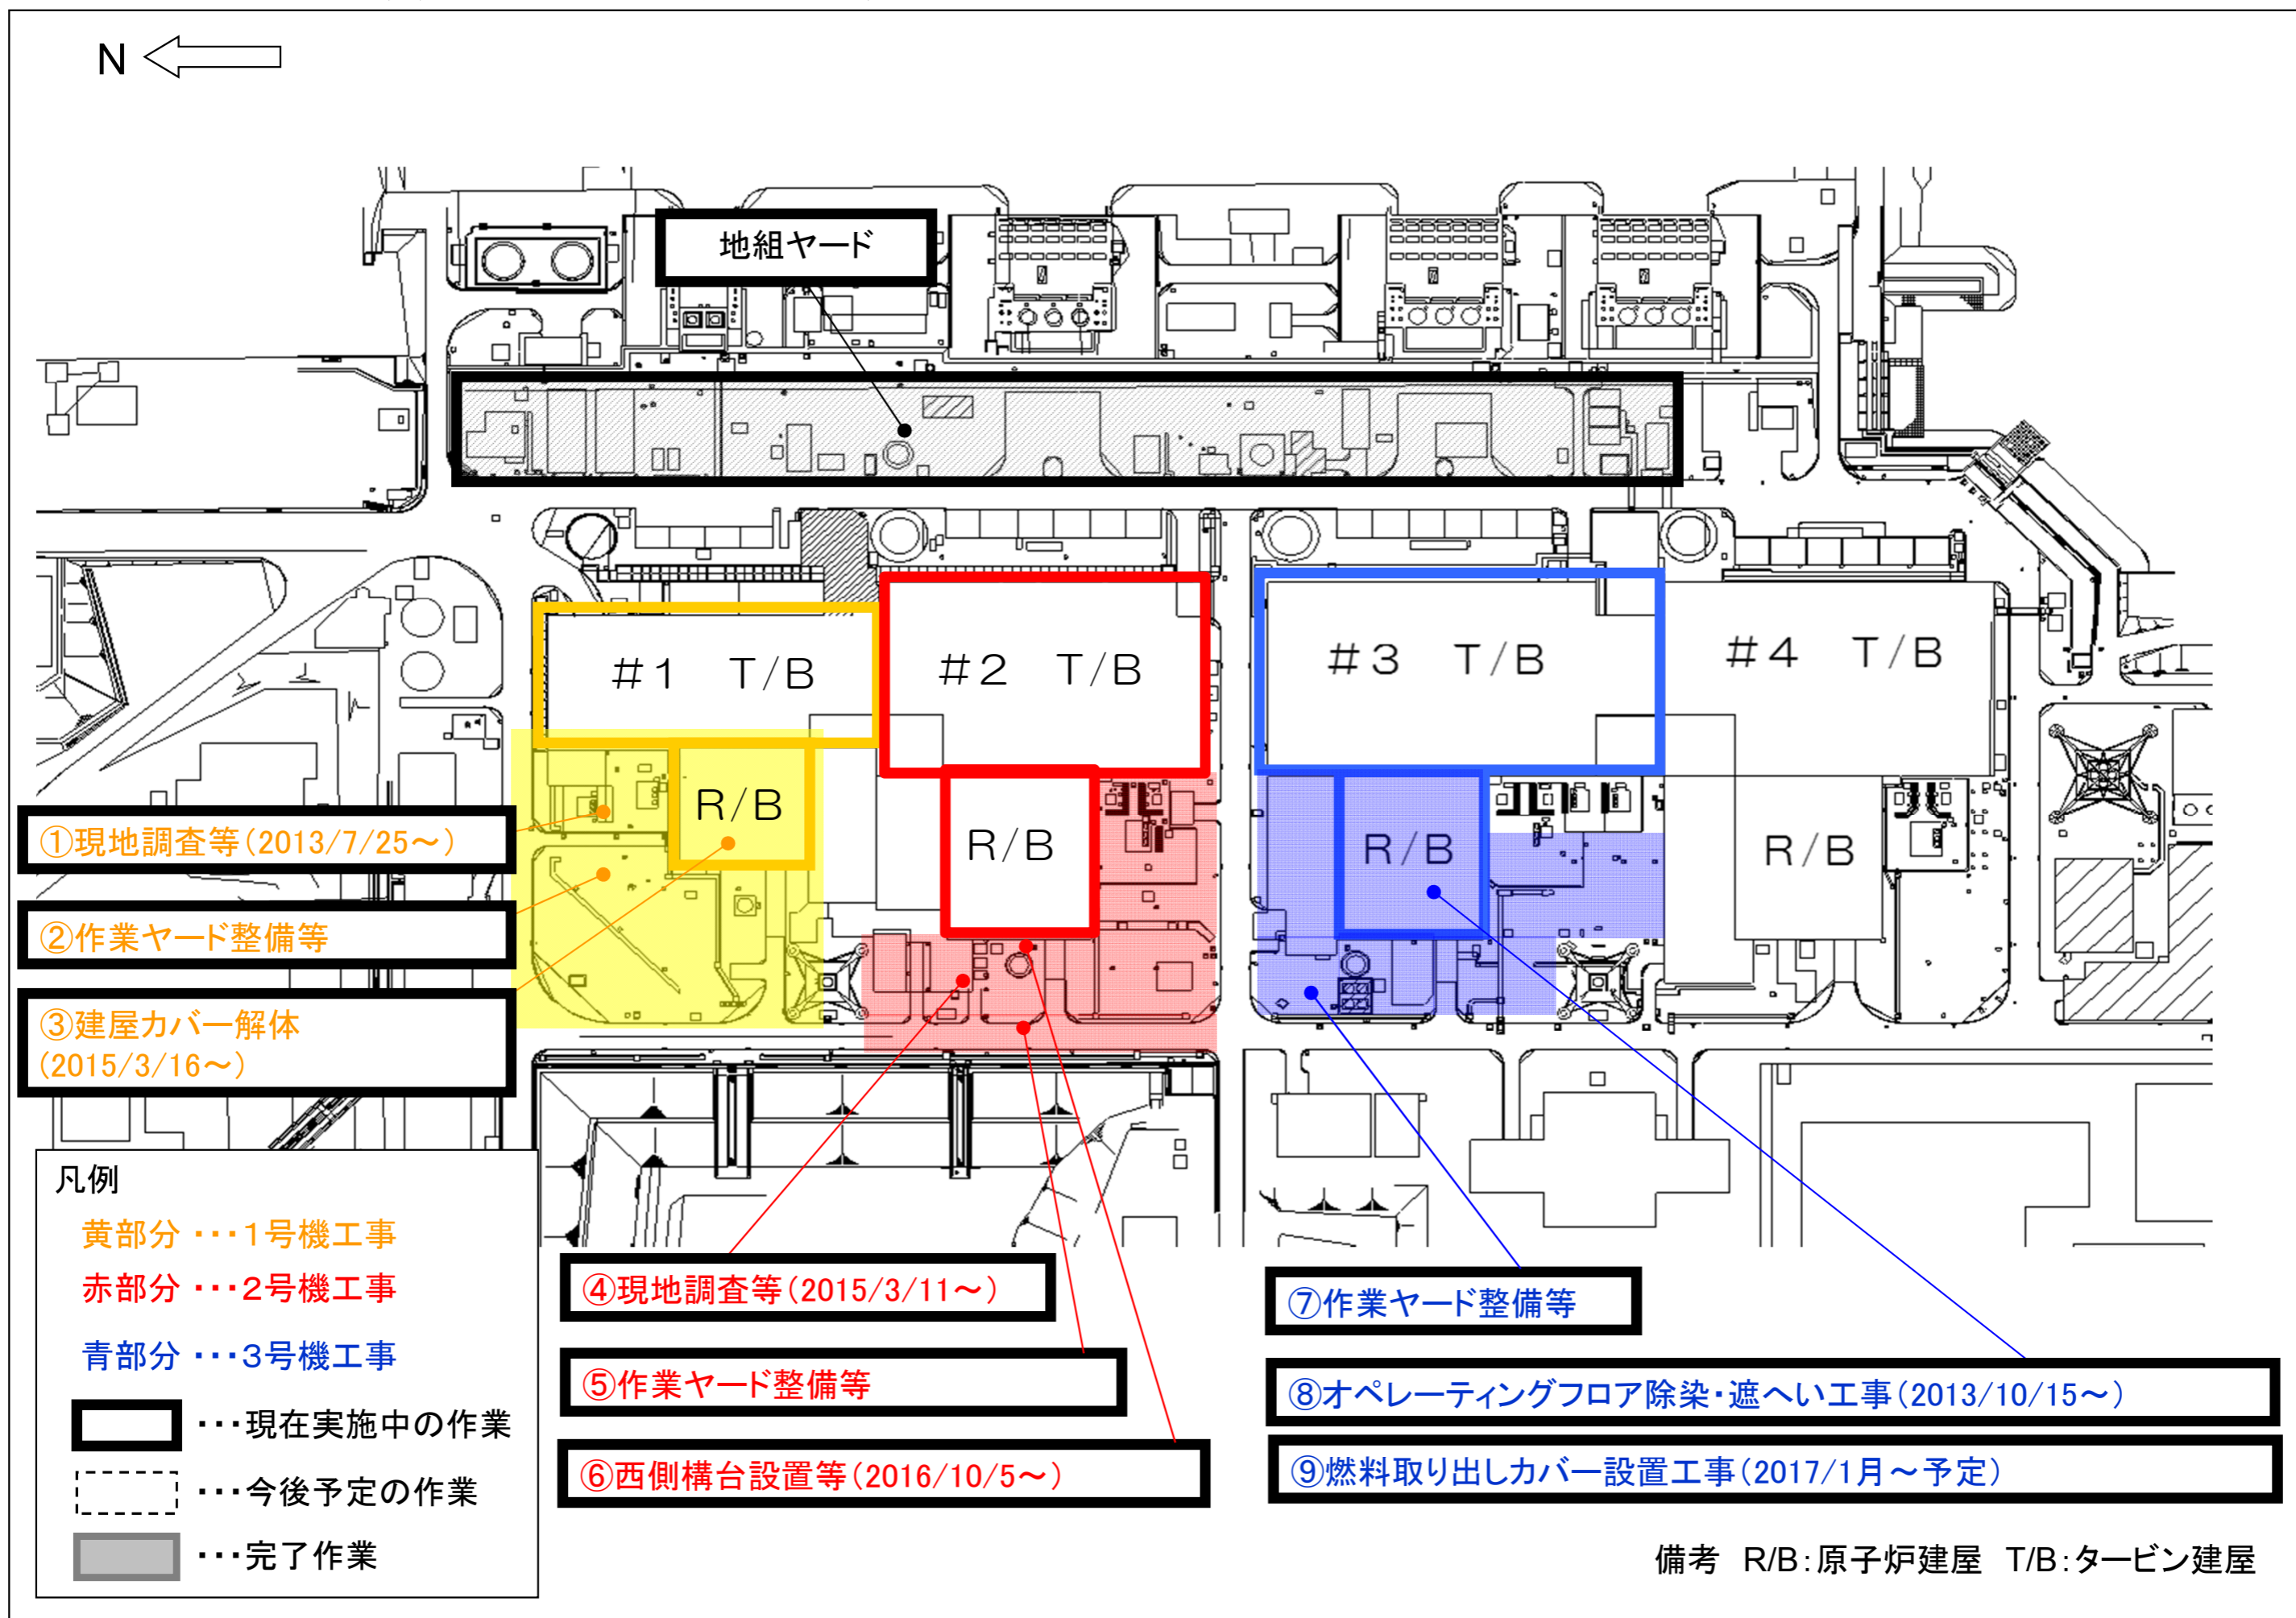 N
地組ヤード
#1 T/B
#2 T/B
#3 T/B
#4 T/B
R/B
R/B
R/B
R/B
①現地調査等(2013/7/25～)
②作業ヤード整備等
③建屋カバー解体
(2015/3/16～)
④現地調査等(2015/3/11～)
⑤作業ヤード整備等
⑥西側構台設置等(2016/10/5～)
⑦作業ヤード整備等
⑧オペレーティングフロア除染・遮へい工事(2013/10/15～)
⑨燃料取り出しカバー設置工事(2017/1月～予定)
凡例
黄部分 ・・・1号機工事
赤部分 ・・・2号機工事
青部分 ・・・3号機工事
・・・現在実施中の作業
・・・今後予定の作業
・・・完了作業
備考 R/B:原子炉建屋 T/B:タービン建屋